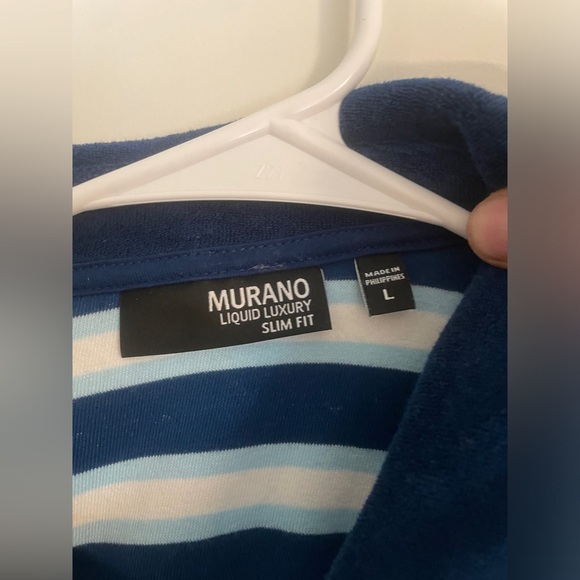 MURANO
LIQUID LUXURY
SLIM FIT
MADE IN
PHILIPPINES
L